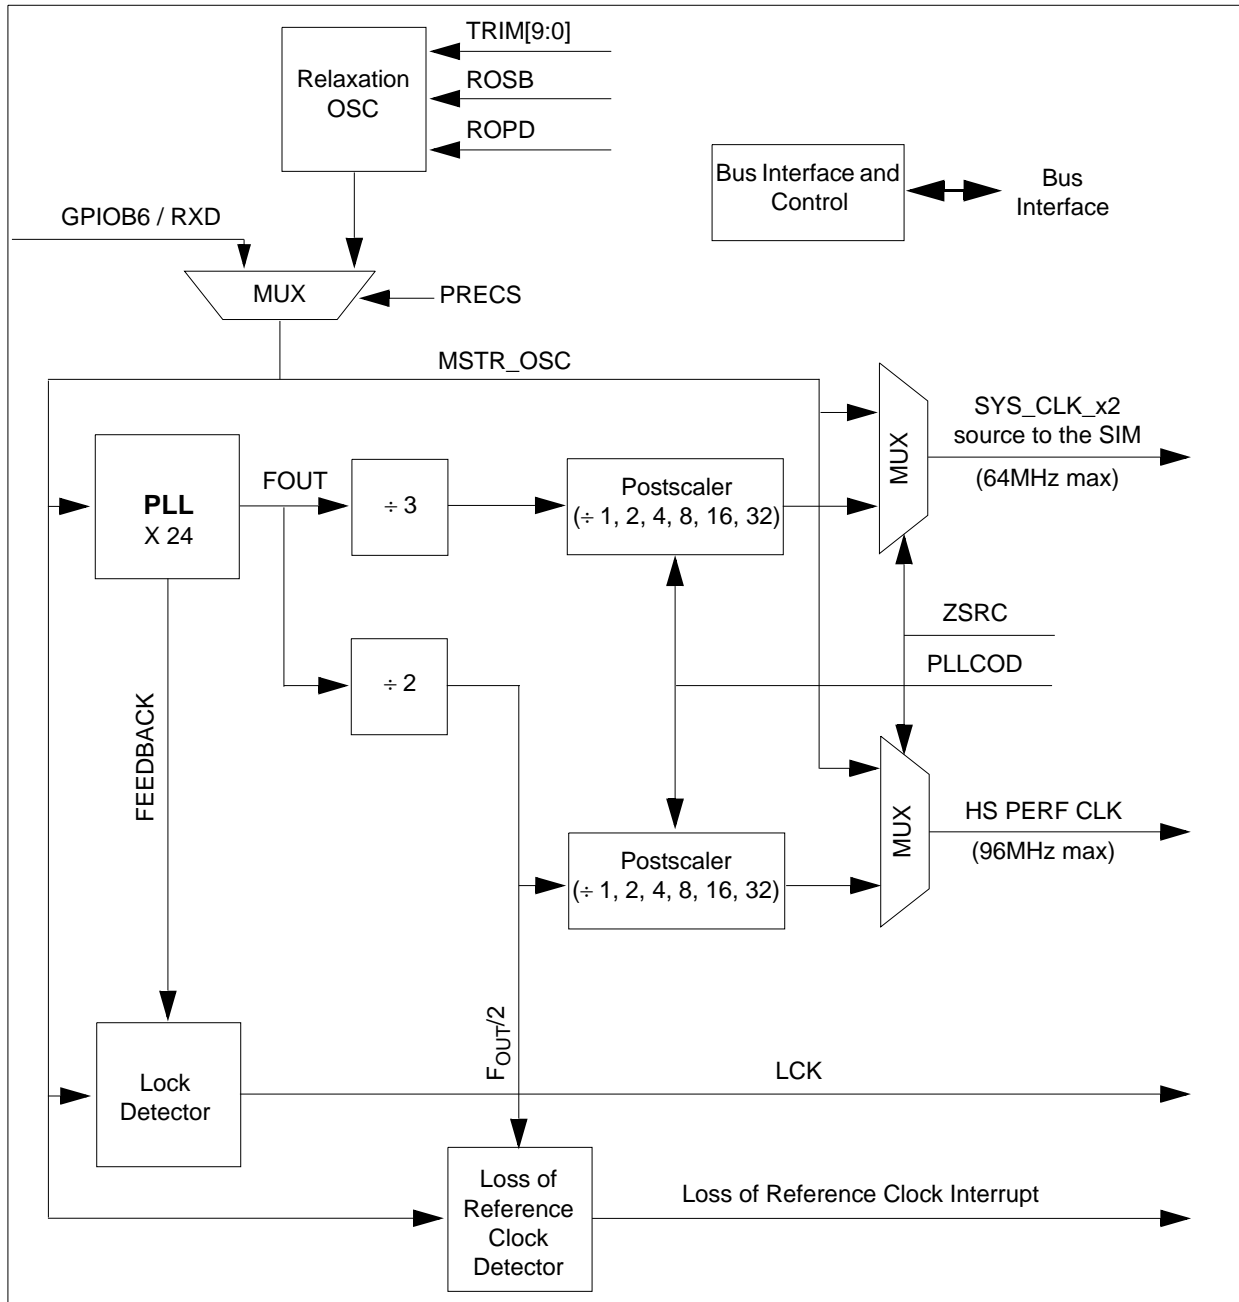 TRIM[9:0]
Relaxation
OSC
ROSB
ROPD
Bus Interface and
Control
Bus
Interface
GPIOB6 / RXD
MUX
PRECS
MSTR_OSC
SYS_CLK_x2
source to the SIM
(64MHz max)
MUX
PLL
X 24
FOUT
÷ 3
Postscaler
(÷ 1, 2, 4, 8, 16, 32)
ZSRC
PLLCOD
÷ 2
FEEDBACK
MUX
HS PERF CLK
(96MHz max)
Postscaler
(÷ 1, 2, 4, 8, 16, 32)
FOUT/2
Lock
Detector
LCK
Loss of
Reference
Clock
Detector
Loss of Reference Clock Interrupt